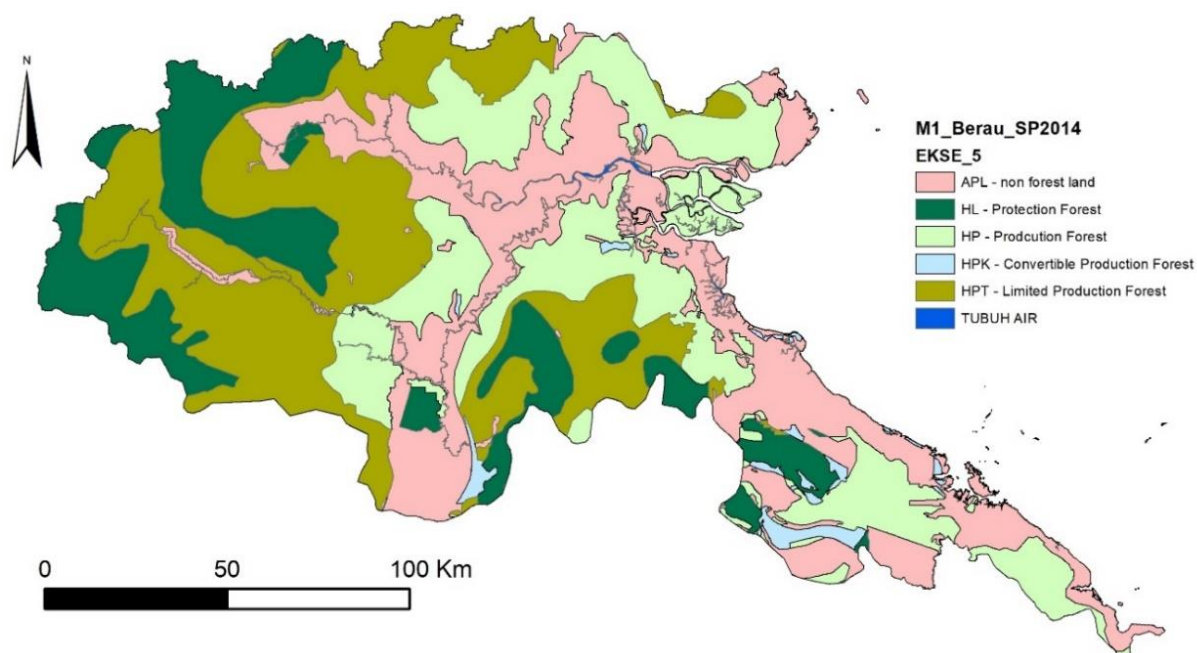 N
M1_Berau_SP2014
EKSE_5
APL - non forest land
HL - Protection Forest
HP - Prodcution Forest
HPK - Convertible Production Forest
HPT - Limited Production Forest
TUBUH AIR
0 50 100 Km